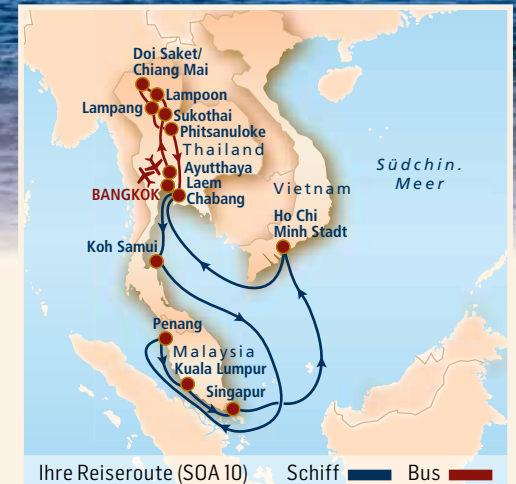 Doi Saket/
Chiang Mai
Lampoon
Lampang
Sukothai
Phitsanuloke
Thailand
Ayutthaya
BANGKOK
Laem
Chabang
Südchin.
Meer
Vietnam
Ho Chi
Minh Stadt
Koh Samui
Penang
Malaysia
Kuala Lumpur
Singapur
Ihre Reiseroute (SOA 10) Schiff Bus